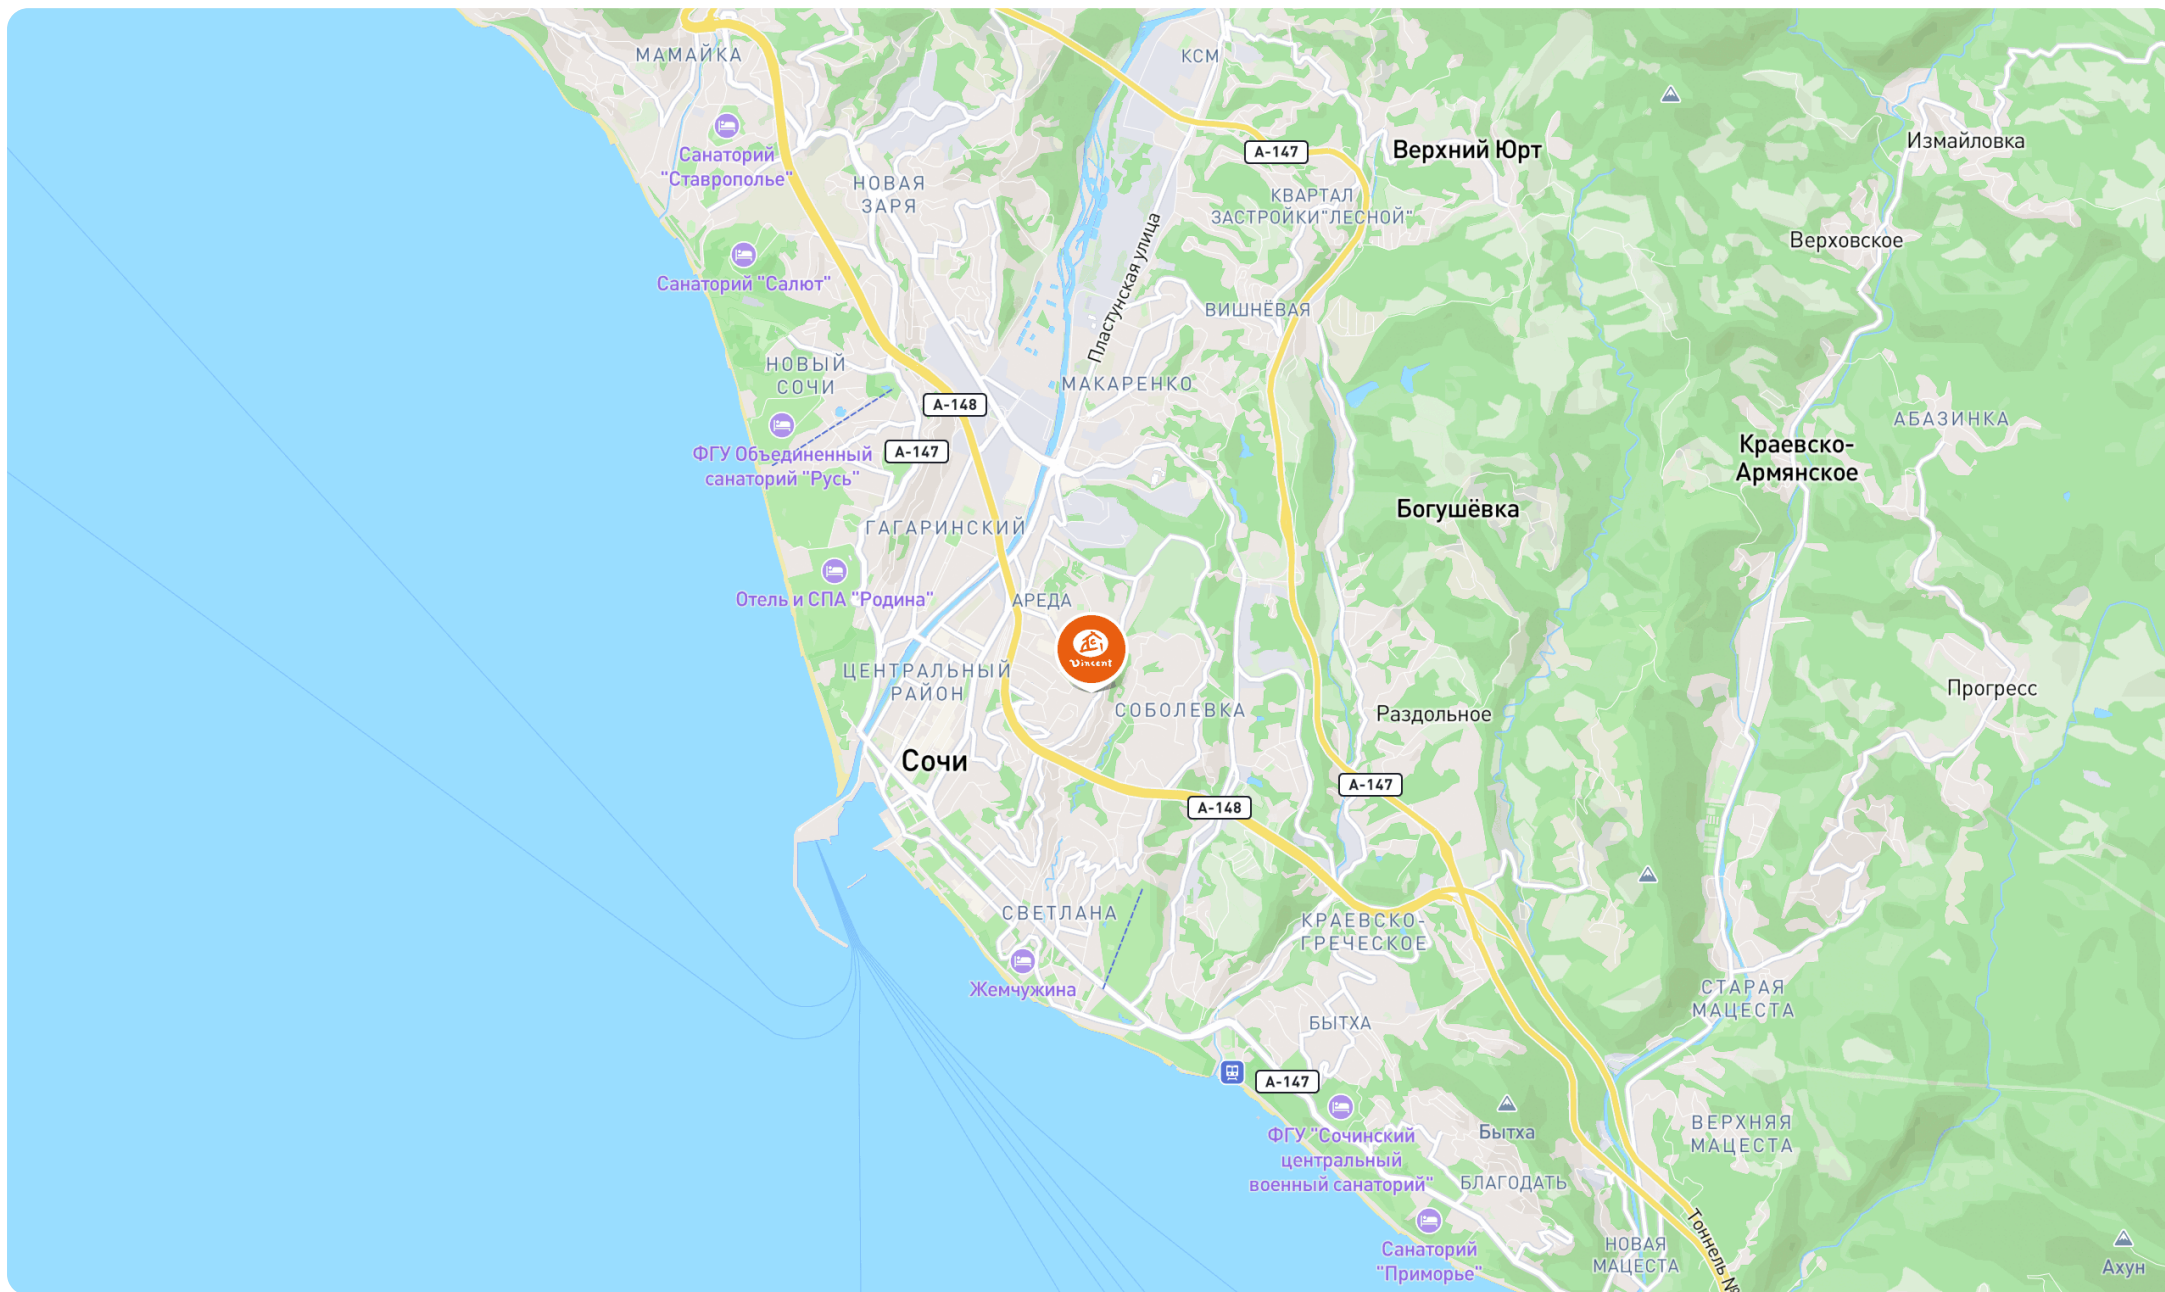 МАМАЙКА
КСМ
Санаторий
"Ставрополье"
А-147
Верхний Юрт
Измайловка
НОВАЯ
ЗАРЯ
КВАРТАЛ
ЗАСТРОЙКИ"ЛЕСНОЙ"
Верховское
Санаторий "Салют"
Пластунская улица
ВИШНЁВАЯ
НОВЫЙ
СОЧИ
МАКАРЕНКО
А-148
АБАЗИНКА
А-147
Краевско-
Армянское
ФГУ Объединенный
санаторий "Русь"
Богушёвка
ГАГАРИНСКИЙ
Отель и СПА "Родина"
АРЕДА
Vincent
ЦЕНТРАЛЬНЫЙ
РАЙОН
Прогресс
СОБОЛЕВКА
Раздольное
Сочи
А-147
А-148
СВЕТЛАНА
КРАЕВСКО-
ГРЕЧЕСКОЕ
Жемчужина
СТАРАЯ
МАЦЕСТА
БЫТХА
А-147
Бытха
ФГУ "Сочинский
центральный
военный санаторий"
ВЕРХНЯЯ
МАЦЕСТА
БЛАГОДАТЬ
Санаторий
"Приморье"
НОВАЯ
МАЦЕСТА
Тоннель №
Ахун